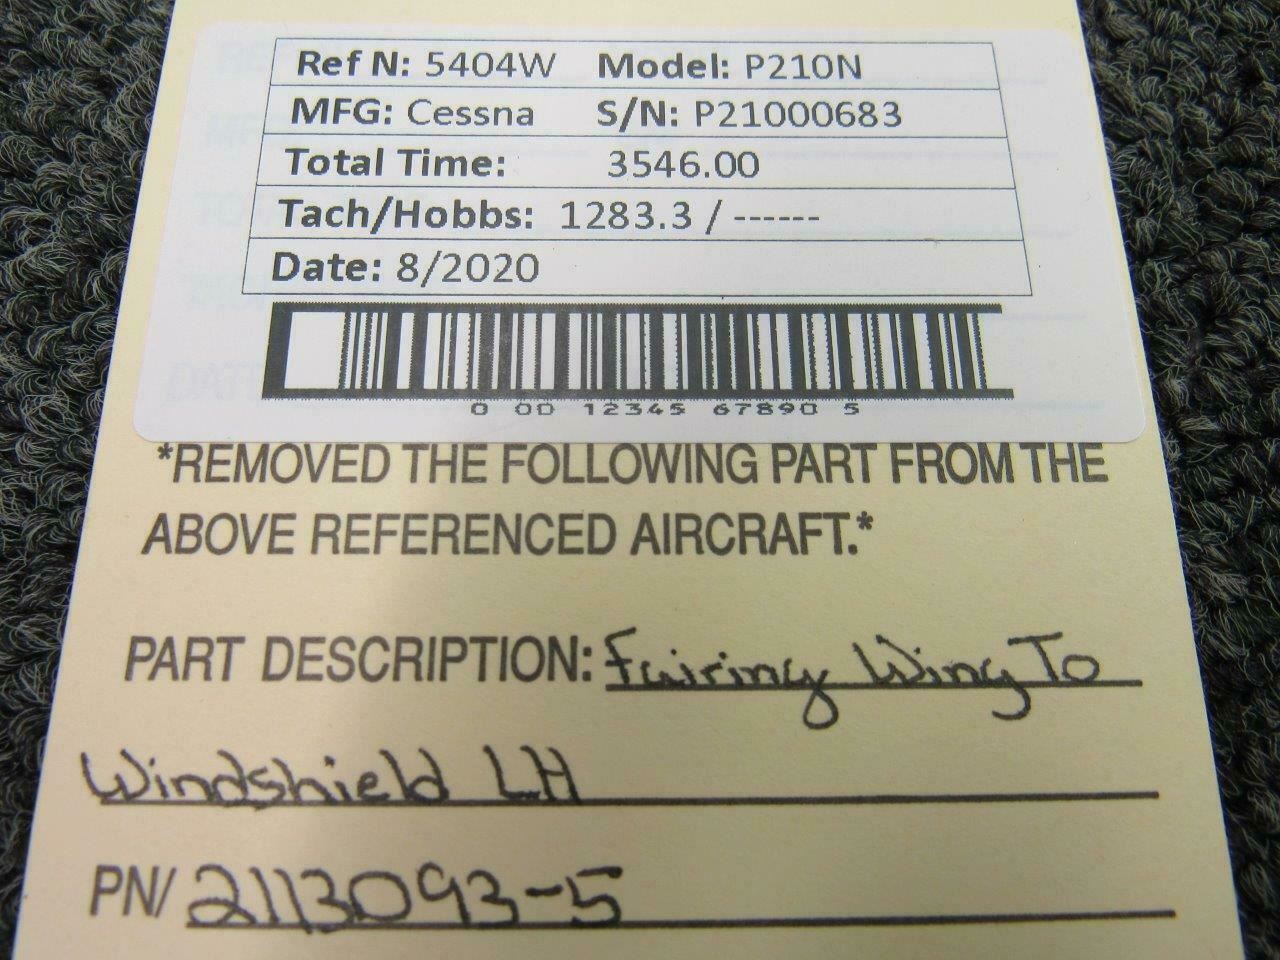 Ref N: 5404W Model: P210N
MFG: Cessna S/N: P21000683
Total Time: 3546.00
Tach/Hobbs: 1283.3 / ------
Date: 8/2020
0 00 12345 67890 5
*REMOVED THE FOLLOWING PART FROM THE
ABOVE REFERENCED AIRCRAFT.*
PART DESCRIPTION: Fairing Wing To
Windshield LH
PN/ 2113093-5